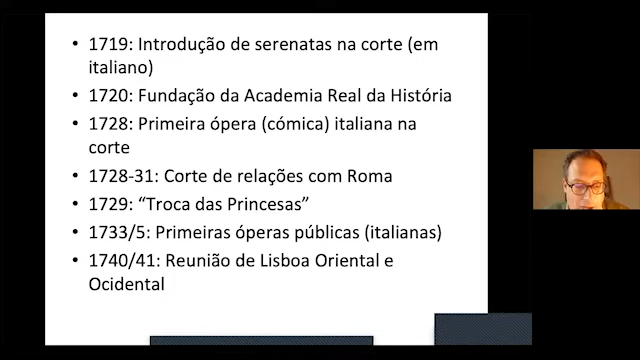 • 1719: Introdução de serenatas na corte (em
italiano)
• 1720: Fundação da Academia Real da História
• 1728: Primeira ópera (cómica) italiana na
corte
• 1728-31: Corte de relações com Roma
• 1729: “Troca das Princesas”
• 1733/5: Primeiras óperas públicas (italianas)
• 1740/41: Reunião de Lisboa Oriental e
Ocidental